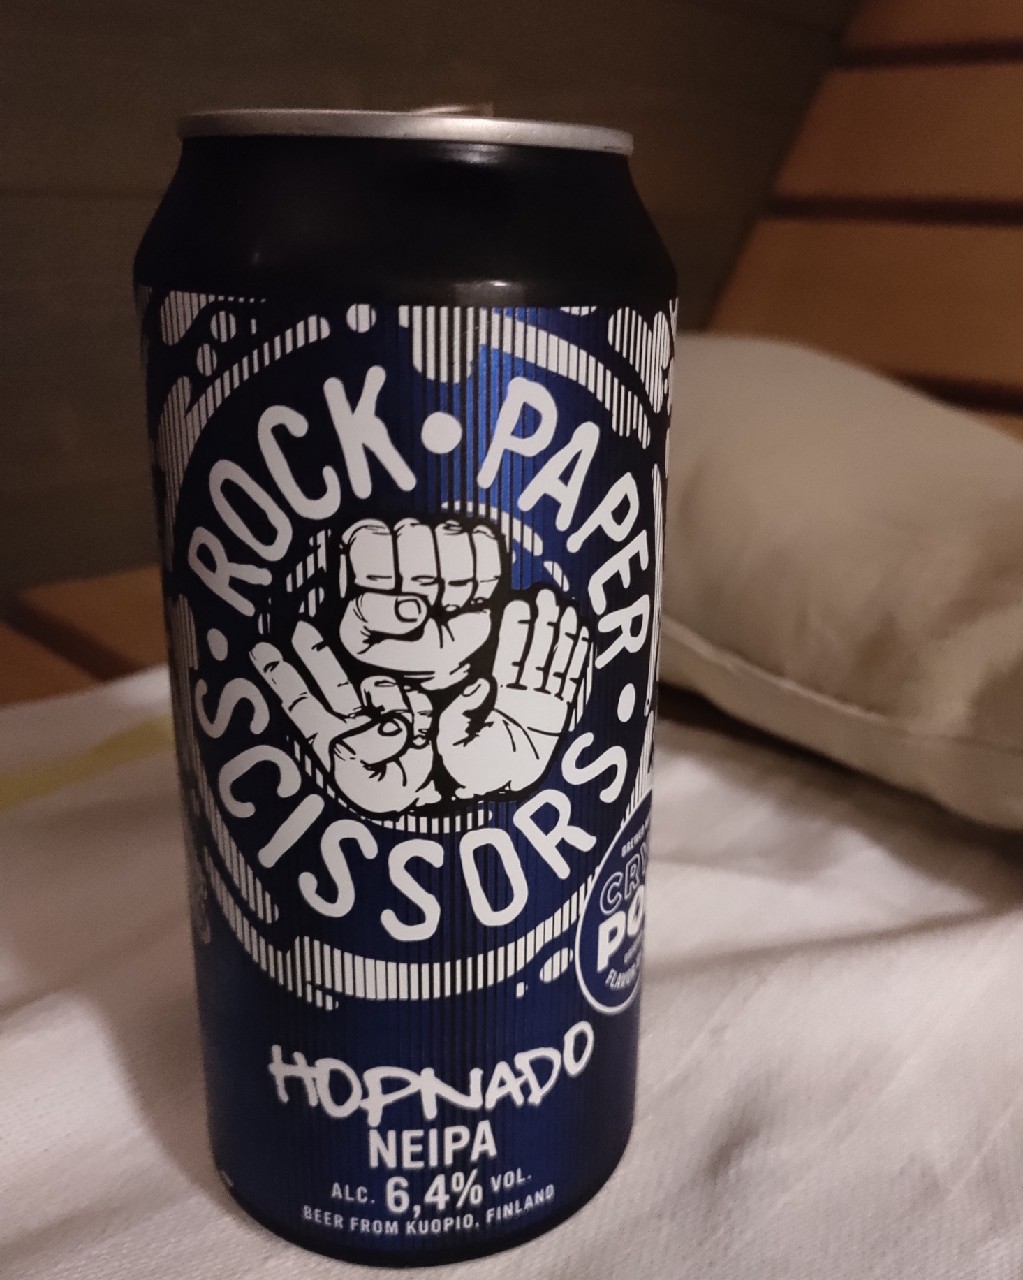 ROCK • PAPER • SCISSORS •
HOPNADO
NEIPA
ALC. 6,4% VOL.
BEER FROM KUOPIO, FINLAND